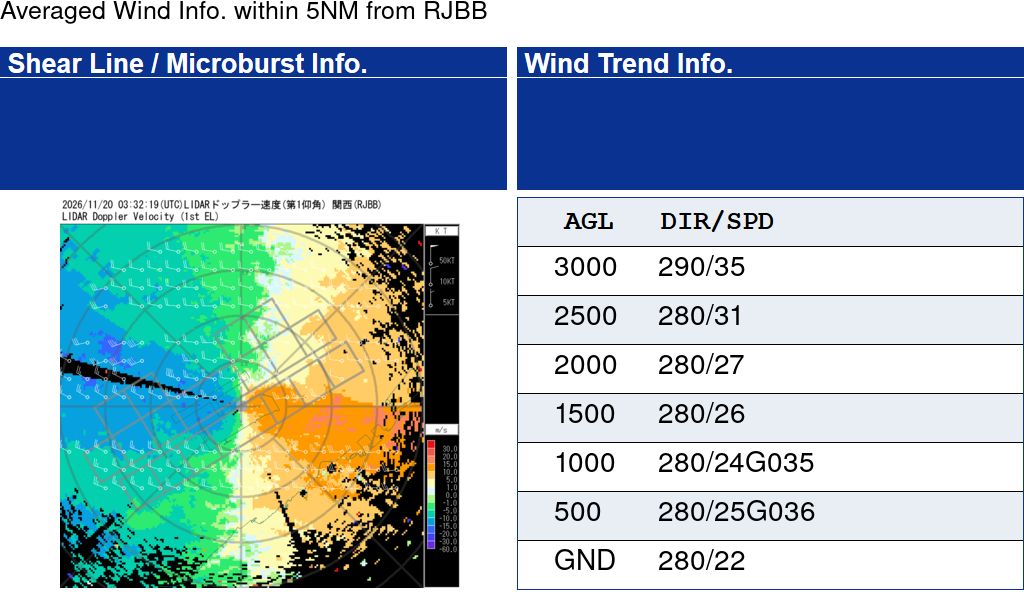 Averaged Wind Info. within 5NM from RJBB
Shear Line / Microburst Info.
Wind Trend Info.
2026/11/20 03:32:19(UTC)LIDARドップラー速度(第1仰角) 関西(RJBB)
LIDAR Doppler Velocity (1st EL)
K T
50KT
10KT
5KT
m/s
30.0
20.0
15.0
10.0
5.0
1.0
0.0
-1.0
-5.0
-10.0
-15.0
-20.0
-30.0
-60.0
AGL DIR/SPD
3000 290/35
2500 280/31
2000 280/27
1500 280/26
1000 280/24G035
500 280/25G036
GND 280/22